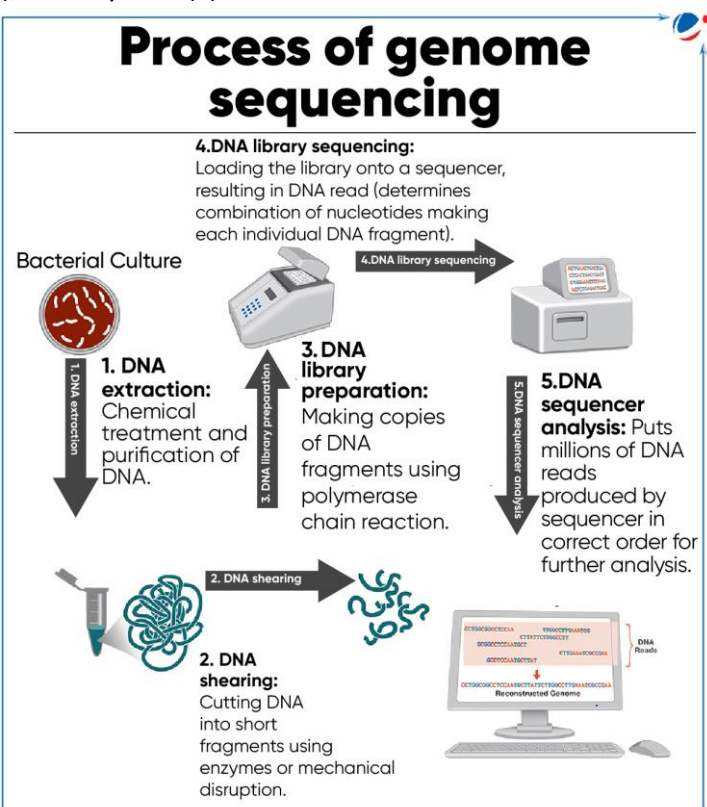 Process of genome
sequencing
4.DNA library sequencing:
Loading the library onto a sequencer,
resulting in DNA read (determines
combination of nucleotides making
each individual DNA fragment).
Bacterial Culture
4.DNA library sequencing
1. DNA extraction
1. DNA
extraction:
Chemical
treatment and
purification of
DNA.
3. DNA library preparation
3. DNA
library
preparation:
Making copies
of DNA
fragments using
polymerase
chain reaction.
5.DNA sequencer analysis
5.DNA
sequencer
analysis: Puts
millions of DNA
reads
produced by
sequencer in
correct order for
further analysis.
2. DNA shearing
2. DNA
shearing:
Cutting DNA
into short
fragments using
enzymes or mechanical
disruption.
CCTGGCGGCCTCCAA
CTTATTCTTGGCCTT
GCGGCCTCCAATGCT
CTTGAAATCGCCGAA
GCCTCCAATGCTTAT
DNA
Reads
Reconstructed Genome